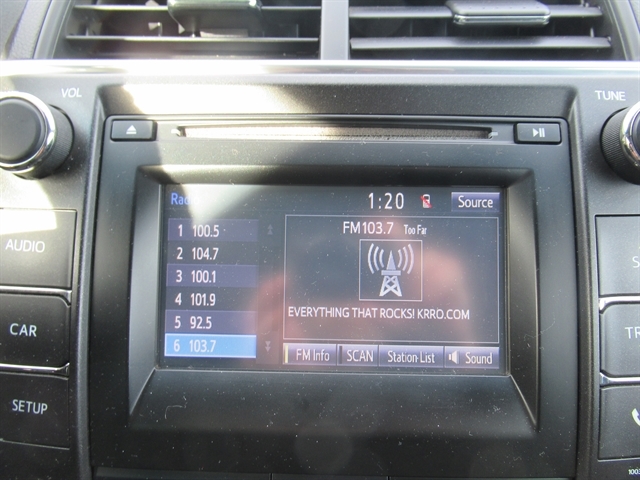 VOL
TUNE
Rad
1:20
Source
1 100.5
2 104.7
3 100.1
4 101.9
5 92.5
6 103.7
FM103.7 Too Far
EVERYTHING THAT ROCKS! KRRO.COM
FM Info
SCAN
Station List
Sound
AUDIO
CAR
SETUP
S
TR